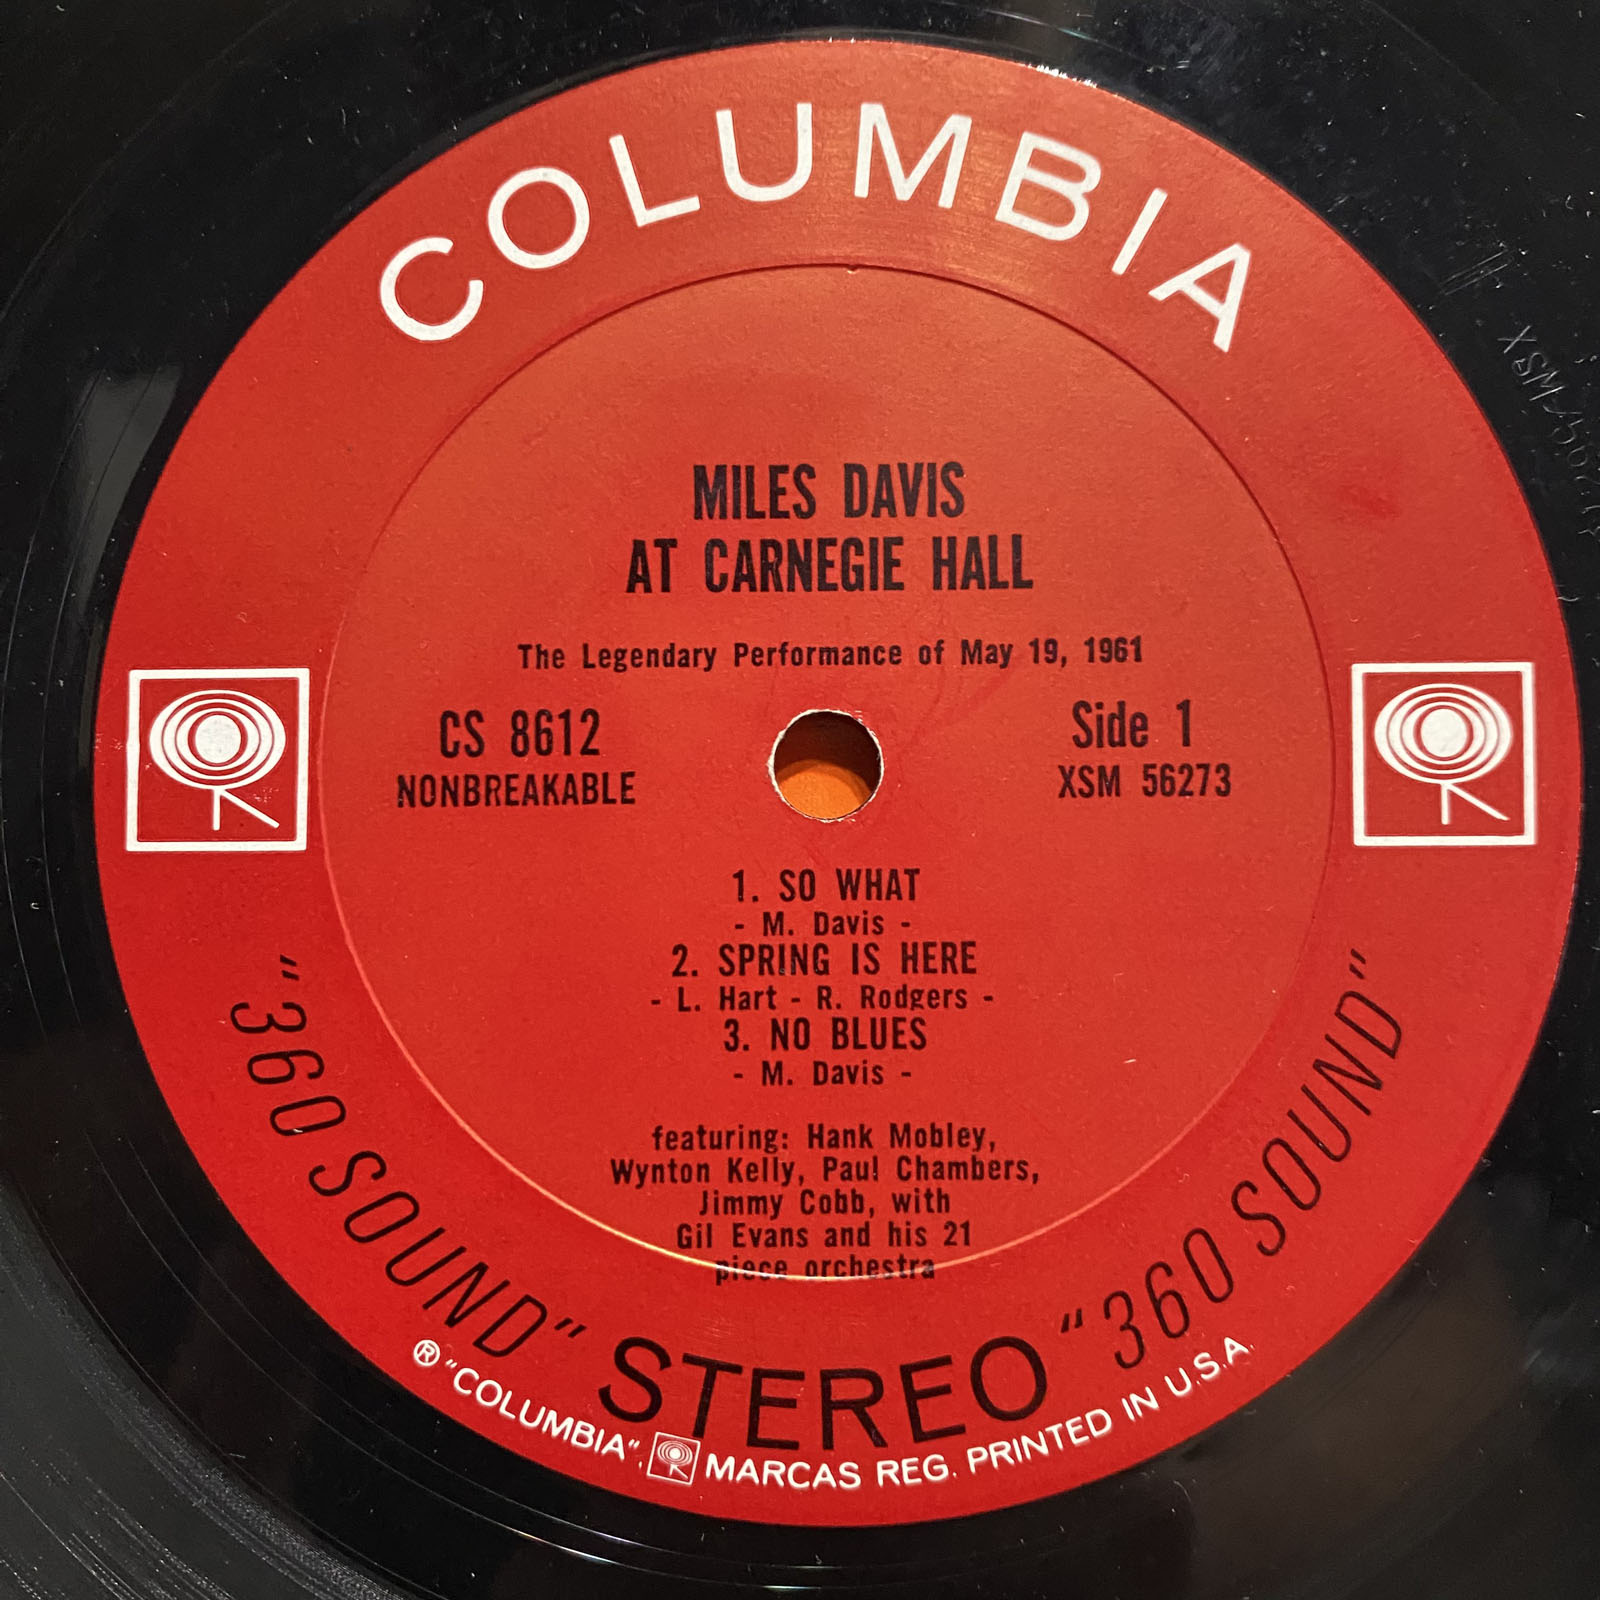 COLUMBIA
MILES DAVIS
AT CARNEGIE HALL
The Legendary Performance of May 19, 1961
CS 8612
NONBREAKABLE
Side 1
XSM 56273
1. SO WHAT
- M. Davis -
2. SPRING IS HERE
- L. Hart - R. Rodgers -
3. NO BLUES
- M. Davis -
featuring: Hank Mobley,
Wynton Kelly, Paul Chambers,
Jimmy Cobb, with
Gil Evans and his 21
piece orchestra
"360 SOUND" STEREO "360 SOUND"
® "COLUMBIA", MARCAS REG. PRINTED IN U.S.A.